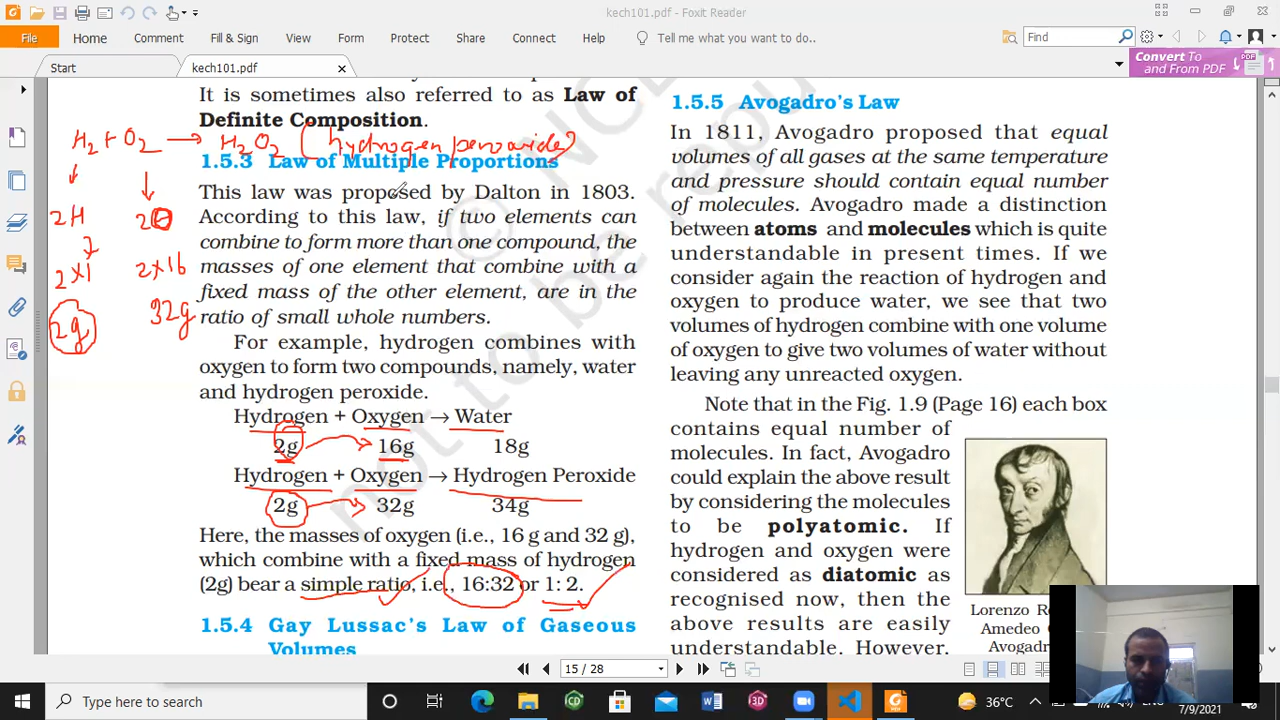 kech101.pdf - Foxit Reader
File Home Comment Fill & Sign View Form Protect Share Connect Help Tell me what you want to do... Find
Start kech101.pdf
Convert To
and From PDF
It is sometimes also referred to as Law of
Definite Composition.
H2 + O2 → H2O2 (hydrogen peroxide)
1.5.3 Law of Multiple Proportions
This law was proposed by Dalton in 1803.
According to this law, if two elements can
combine to form more than one compound, the
masses of one element that combine with a
fixed mass of the other element, are in the
ratio of small whole numbers.
2H 2O
2×1 2×16
2g 32g
For example, hydrogen combines with
oxygen to form two compounds, namely, water
and hydrogen peroxide.
Hydrogen + Oxygen → Water
2g 16g 18g
Hydrogen + Oxygen → Hydrogen Peroxide
2g 32g 34g
Here, the masses of oxygen (i.e., 16 g and 32 g),
which combine with a fixed mass of hydrogen
(2g) bear a simple ratio, i.e., 16:32 or 1: 2.
1.5.4 Gay Lussac's Law of Gaseous
Volumes
1.5.5 Avogadro's Law
In 1811, Avogadro proposed that equal
volumes of all gases at the same temperature
and pressure should contain equal number
of molecules. Avogadro made a distinction
between atoms and molecules which is quite
understandable in present times. If we
consider again the reaction of hydrogen and
oxygen to produce water, we see that two
volumes of hydrogen combine with one volume
of oxygen to give two volumes of water without
leaving any unreacted oxygen.
Note that in the Fig. 1.9 (Page 16) each box
contains equal number of
molecules. In fact, Avogadro
could explain the above result
by considering the molecules
to be polyatomic. If
hydrogen and oxygen were
considered as diatomic as
recognised now, then the
above results are easily
understandable. However,
Lorenzo
Amedeo
Avogadro
© NC
not to be repu
15 / 28
Type here to search
36°C
7/9/2021